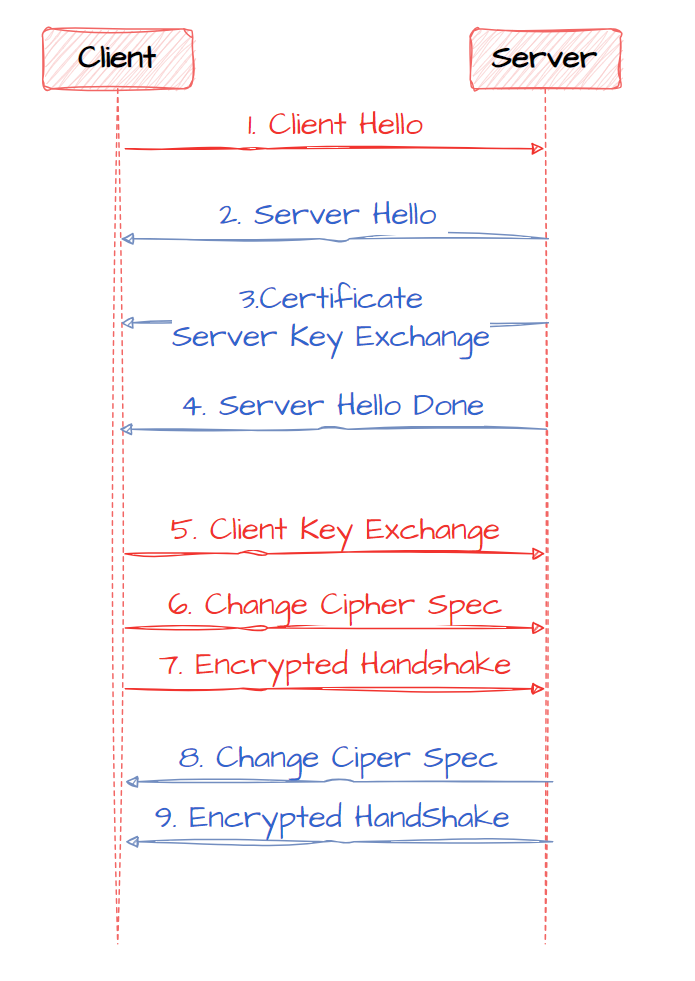 Client
Server
1. Client Hello
2. Server Hello
3.Certificate
Server Key Exchange
4. Server Hello Done
5. Client Key Exchange
6. Change Cipher Spec
7. Encrypted Handshake
8. Change Ciper Spec
9. Encrypted HandShake